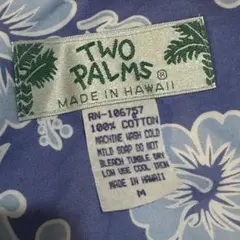 TWO
PALMS®
MADE IN HAWAII
RN-106757
100% COTTON
MACHINE WASH COLD
MILD SOAP DO NOT
BLEACH TUMBLE DRY
LOW USE COOL IRON
MADE IN HAWAII
M